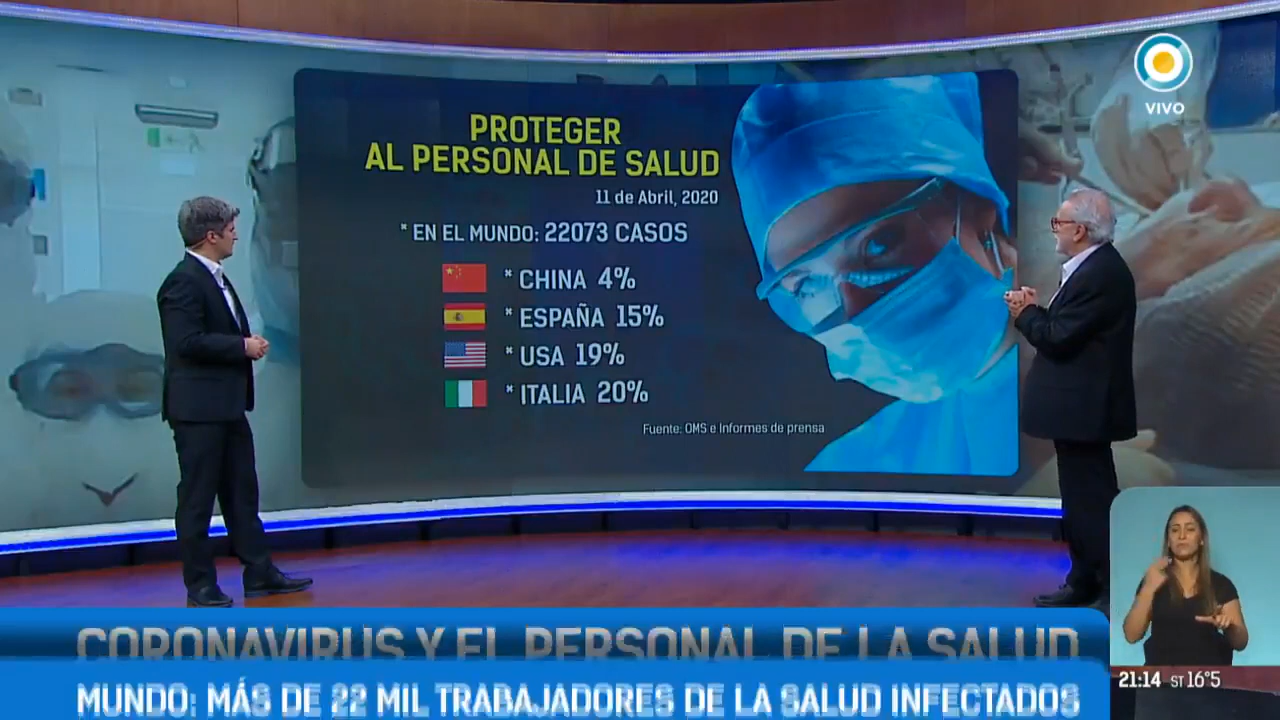 VIVO
PROTEGER
AL PERSONAL DE SALUD
11 de Abril, 2020
* EN EL MUNDO: 22073 CASOS
* CHINA 4%
* ESPAÑA 15%
* USA 19%
* ITALIA 20%
Fuente: OMS e Informes de prensa
CORONAVIRUS Y EL PERSONAL DE LA SALUD
MUNDO: MÁS DE 22 MIL TRABAJADORES DE LA SALUD INFECTADOS
21:14 ST 16°5